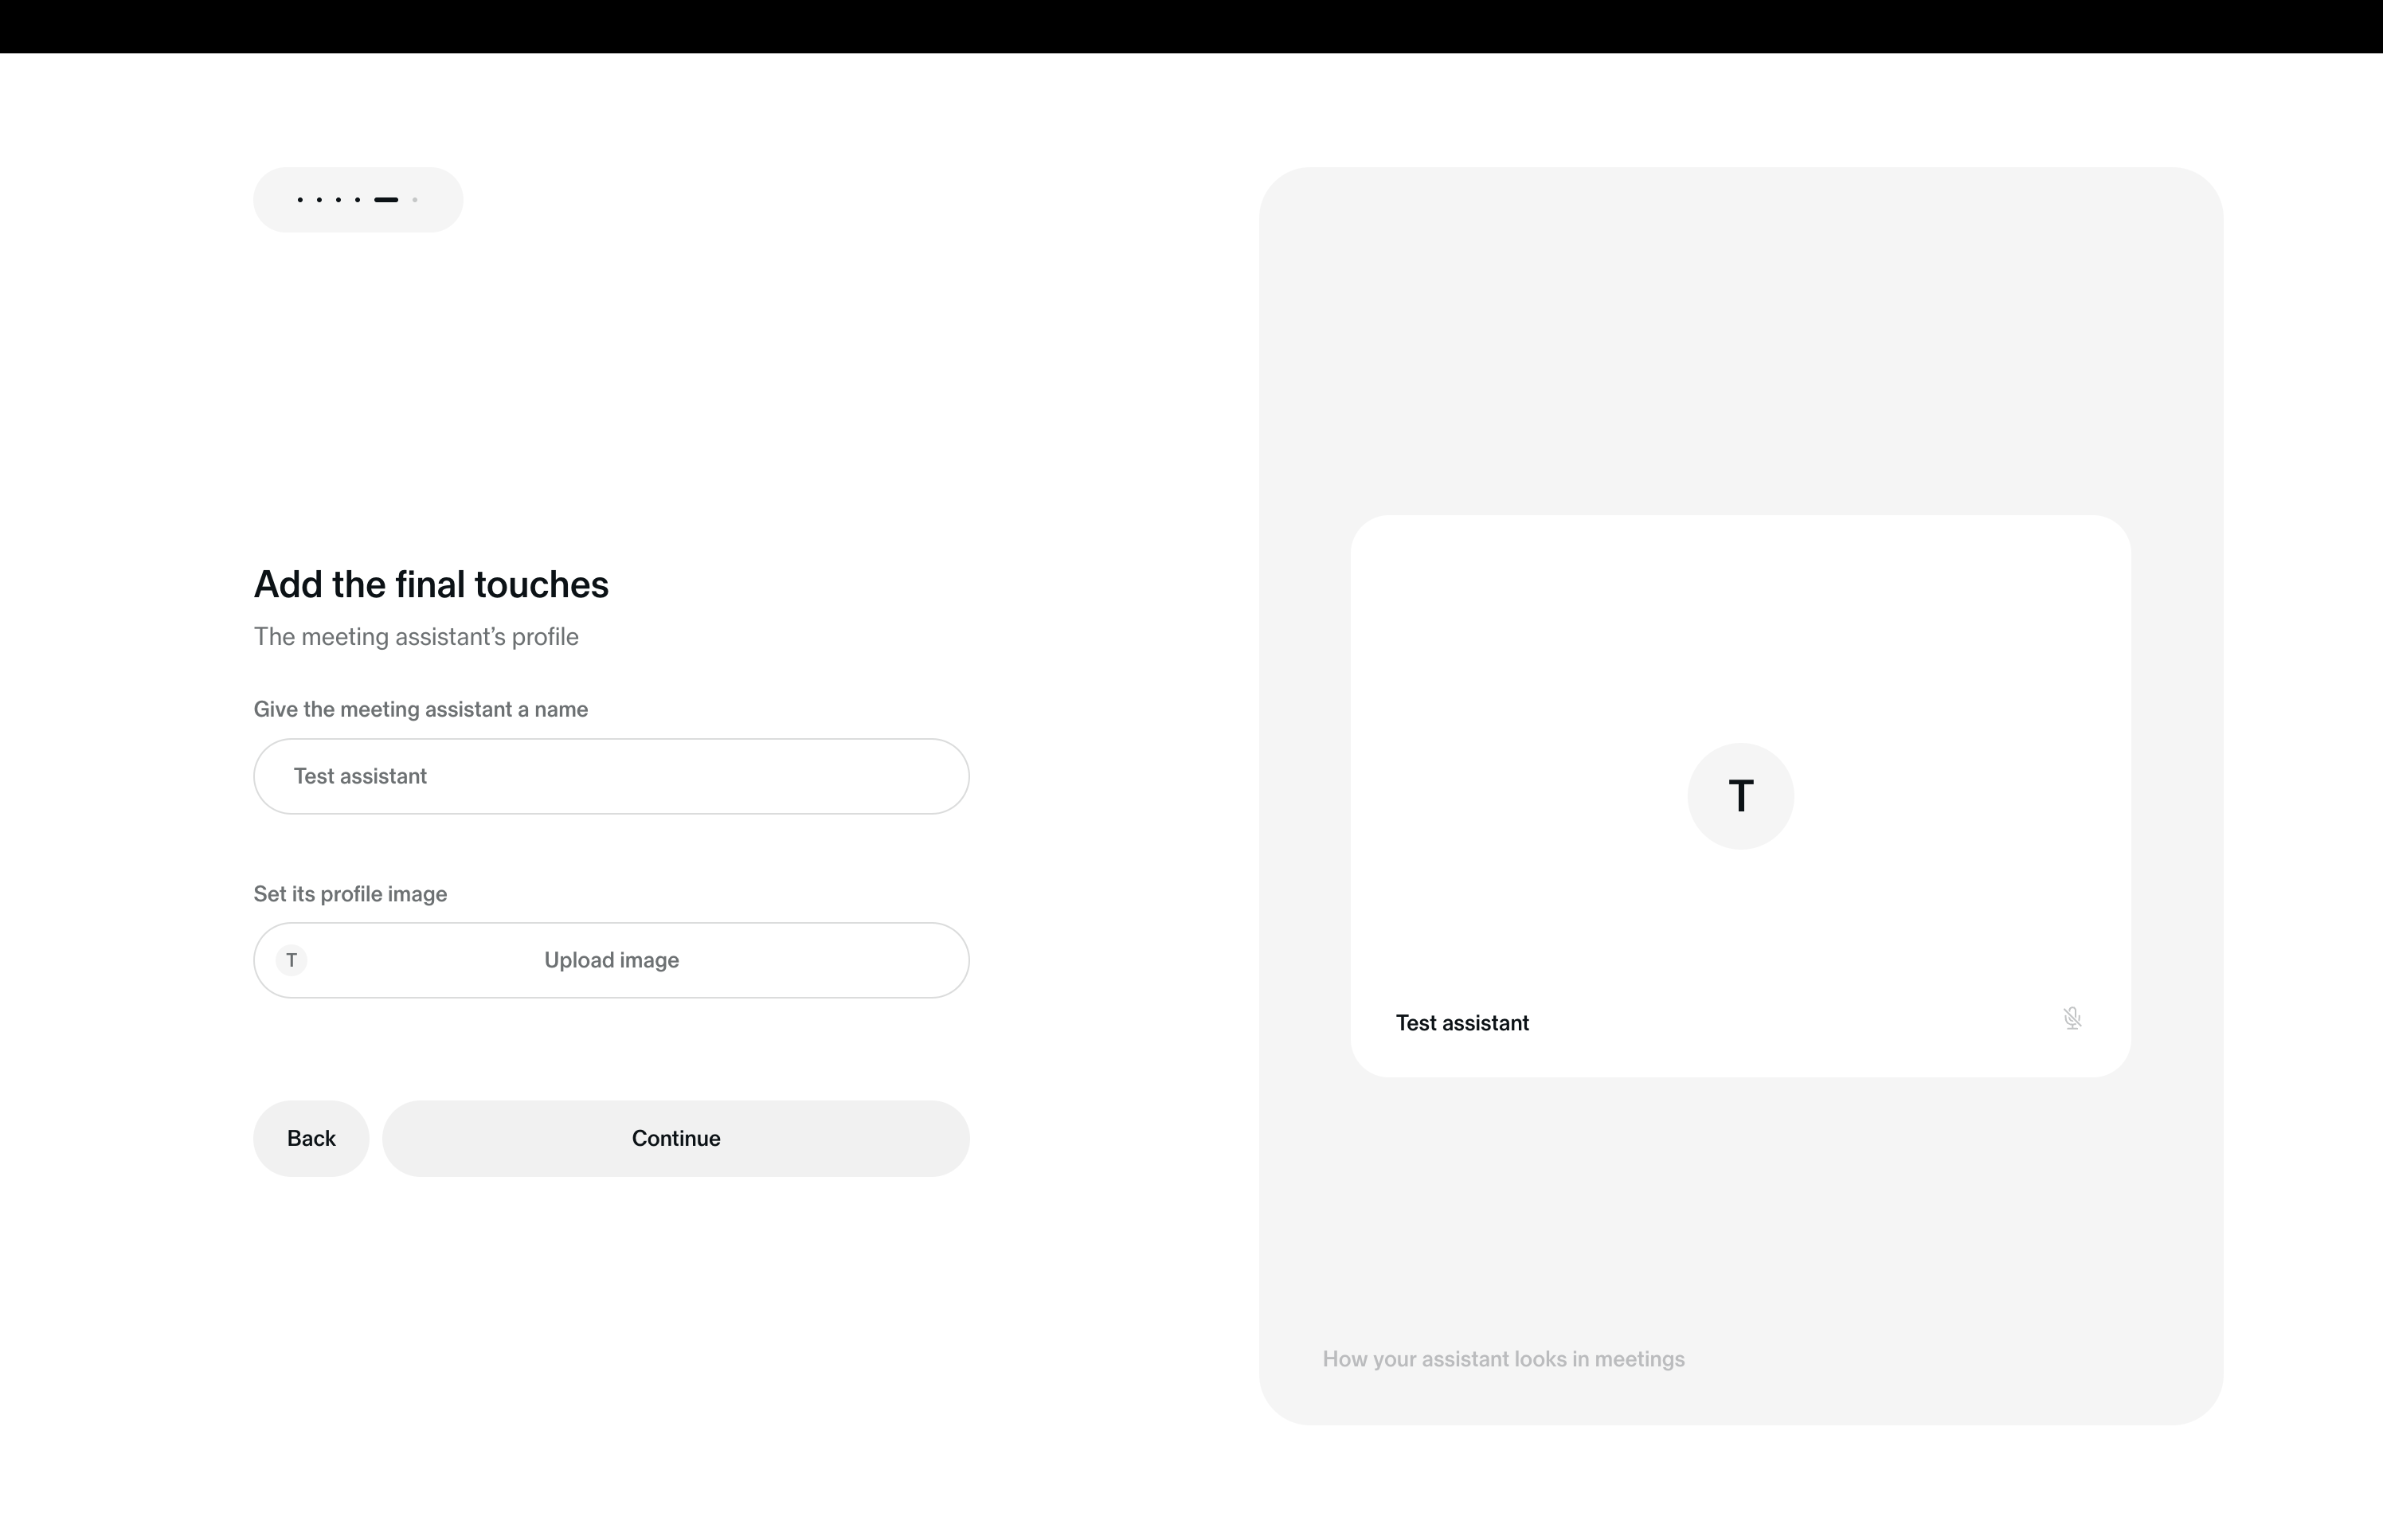 Add the final touches
The meeting assistant’s profile
Give the meeting assistant a name
Test assistant
Set its profile image
T
Upload image
Back
Continue
T
Test assistant
How your assistant looks in meetings